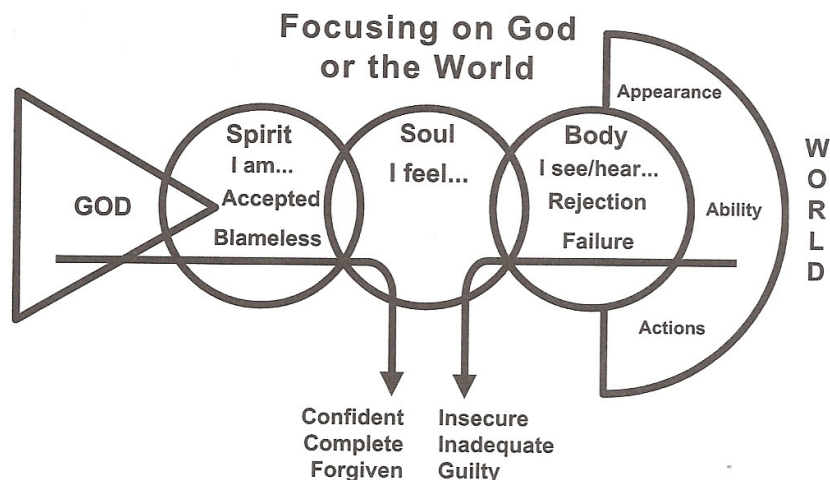 Focusing on God
or the World
GOD
Spirit
I am...
Accepted
Blameless
Soul
I feel...
Body
I see/hear...
Rejection
Failure
Appearance
Ability
Actions
WORLD
Confident
Complete
Forgiven
Insecure
Inadequate
Guilty